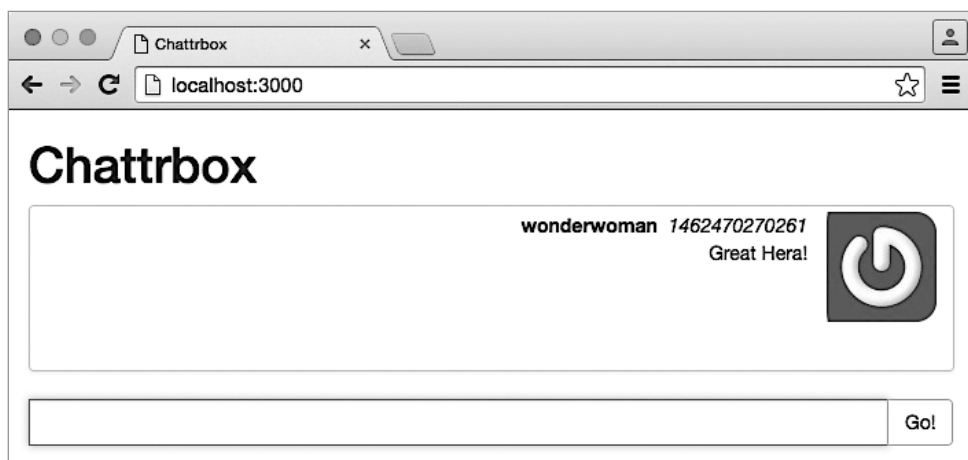 Chattrbox
localhost:3000
Chattrbox
wonderwoman 1462470270261
Great Hera!
Go!